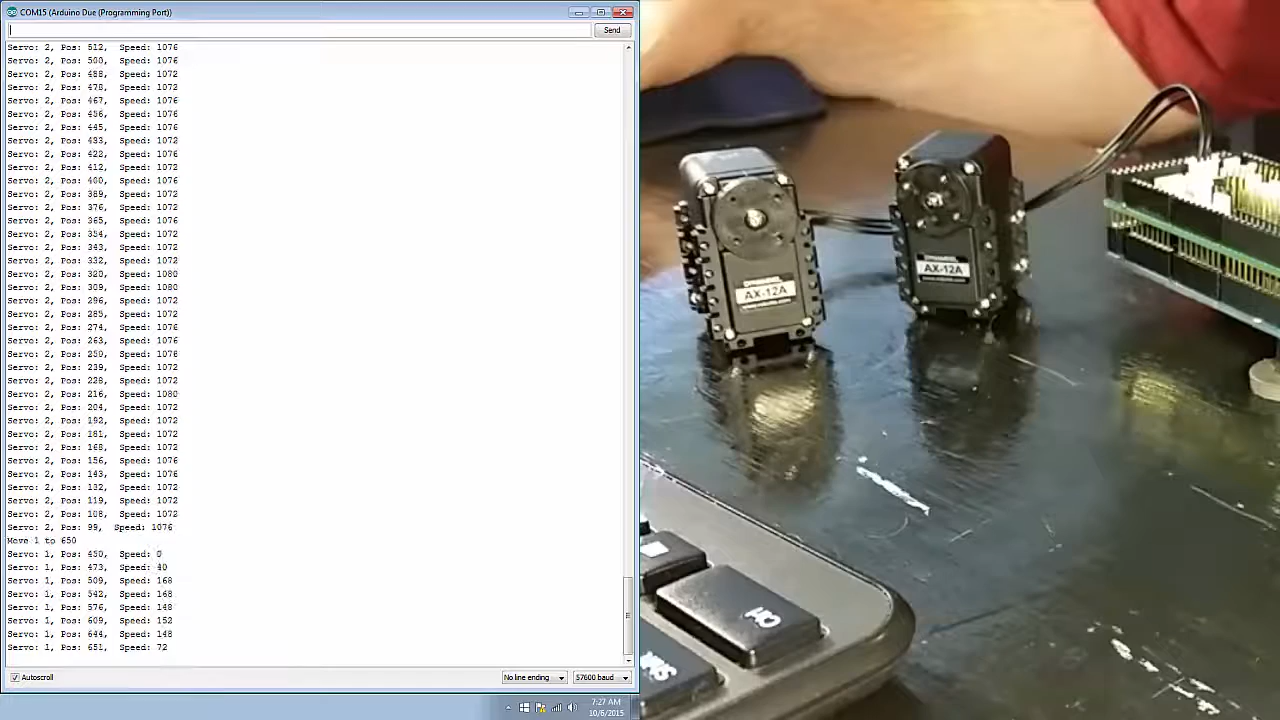 COM15 (Arduino Due (Programming Port))
Send
Servo: 2, Pos: 512, Speed: 1076
Servo: 2, Pos: 500, Speed: 1076
Servo: 2, Pos: 488, Speed: 1072
Servo: 2, Pos: 478, Speed: 1072
Servo: 2, Pos: 467, Speed: 1076
Servo: 2, Pos: 456, Speed: 1076
Servo: 2, Pos: 445, Speed: 1076
Servo: 2, Pos: 433, Speed: 1072
Servo: 2, Pos: 422, Speed: 1076
Servo: 2, Pos: 412, Speed: 1072
Servo: 2, Pos: 400, Speed: 1076
Servo: 2, Pos: 389, Speed: 1072
Servo: 2, Pos: 376, Speed: 1072
Servo: 2, Pos: 365, Speed: 1076
Servo: 2, Pos: 354, Speed: 1072
Servo: 2, Pos: 343, Speed: 1072
Servo: 2, Pos: 332, Speed: 1072
Servo: 2, Pos: 320, Speed: 1080
Servo: 2, Pos: 309, Speed: 1080
Servo: 2, Pos: 296, Speed: 1072
Servo: 2, Pos: 285, Speed: 1072
Servo: 2, Pos: 274, Speed: 1076
Servo: 2, Pos: 263, Speed: 1076
Servo: 2, Pos: 250, Speed: 1076
Servo: 2, Pos: 239, Speed: 1072
Servo: 2, Pos: 228, Speed: 1072
Servo: 2, Pos: 216, Speed: 1080
Servo: 2, Pos: 204, Speed: 1072
Servo: 2, Pos: 192, Speed: 1072
Servo: 2, Pos: 181, Speed: 1072
Servo: 2, Pos: 168, Speed: 1072
Servo: 2, Pos: 156, Speed: 1072
Servo: 2, Pos: 143, Speed: 1076
Servo: 2, Pos: 132, Speed: 1072
Servo: 2, Pos: 119, Speed: 1072
Servo: 2, Pos: 108, Speed: 1072
Servo: 2, Pos: 99, Speed: 1076
Move 1 to 650
Servo: 1, Pos: 450, Speed: 0
Servo: 1, Pos: 473, Speed: 40
Servo: 1, Pos: 509, Speed: 168
Servo: 1, Pos: 542, Speed: 168
Servo: 1, Pos: 576, Speed: 148
Servo: 1, Pos: 609, Speed: 152
Servo: 1, Pos: 644, Speed: 148
Servo: 1, Pos: 651, Speed: 72
Autoscroll
No line ending
57600 baud
7:27 AM
10/6/2015
AX-12A
AX-12A
Ctrl